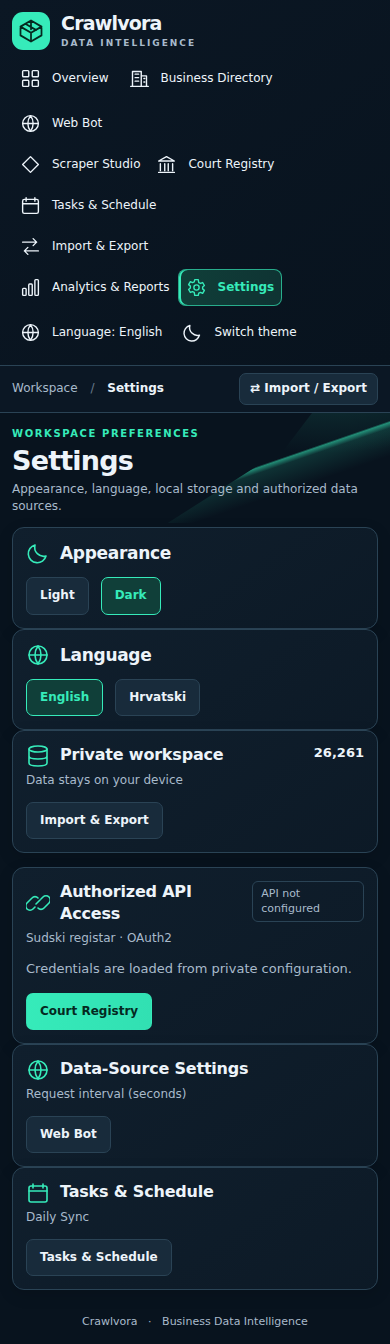 Crawlvora
DATA INTELLIGENCE
Overview Business Directory
Web Bot
Scraper Studio Court Registry
Tasks & Schedule
Import & Export
Analytics & Reports Settings
Language: English Switch theme
Workspace / Settings ⇄ Import / Export
WORKSPACE PREFERENCES
Settings
Appearance, language, local storage and authorized data
sources.
Appearance
Light Dark
Language
English Hrvatski
Private workspace 26,261
Data stays on your device
Import & Export
Authorized API
Access
API not
configured
Sudski registar · OAuth2
Credentials are loaded from private configuration.
Court Registry
Data-Source Settings
Request interval (seconds)
Web Bot
Tasks & Schedule
Daily Sync
Tasks & Schedule
Crawlvora · Business Data Intelligence